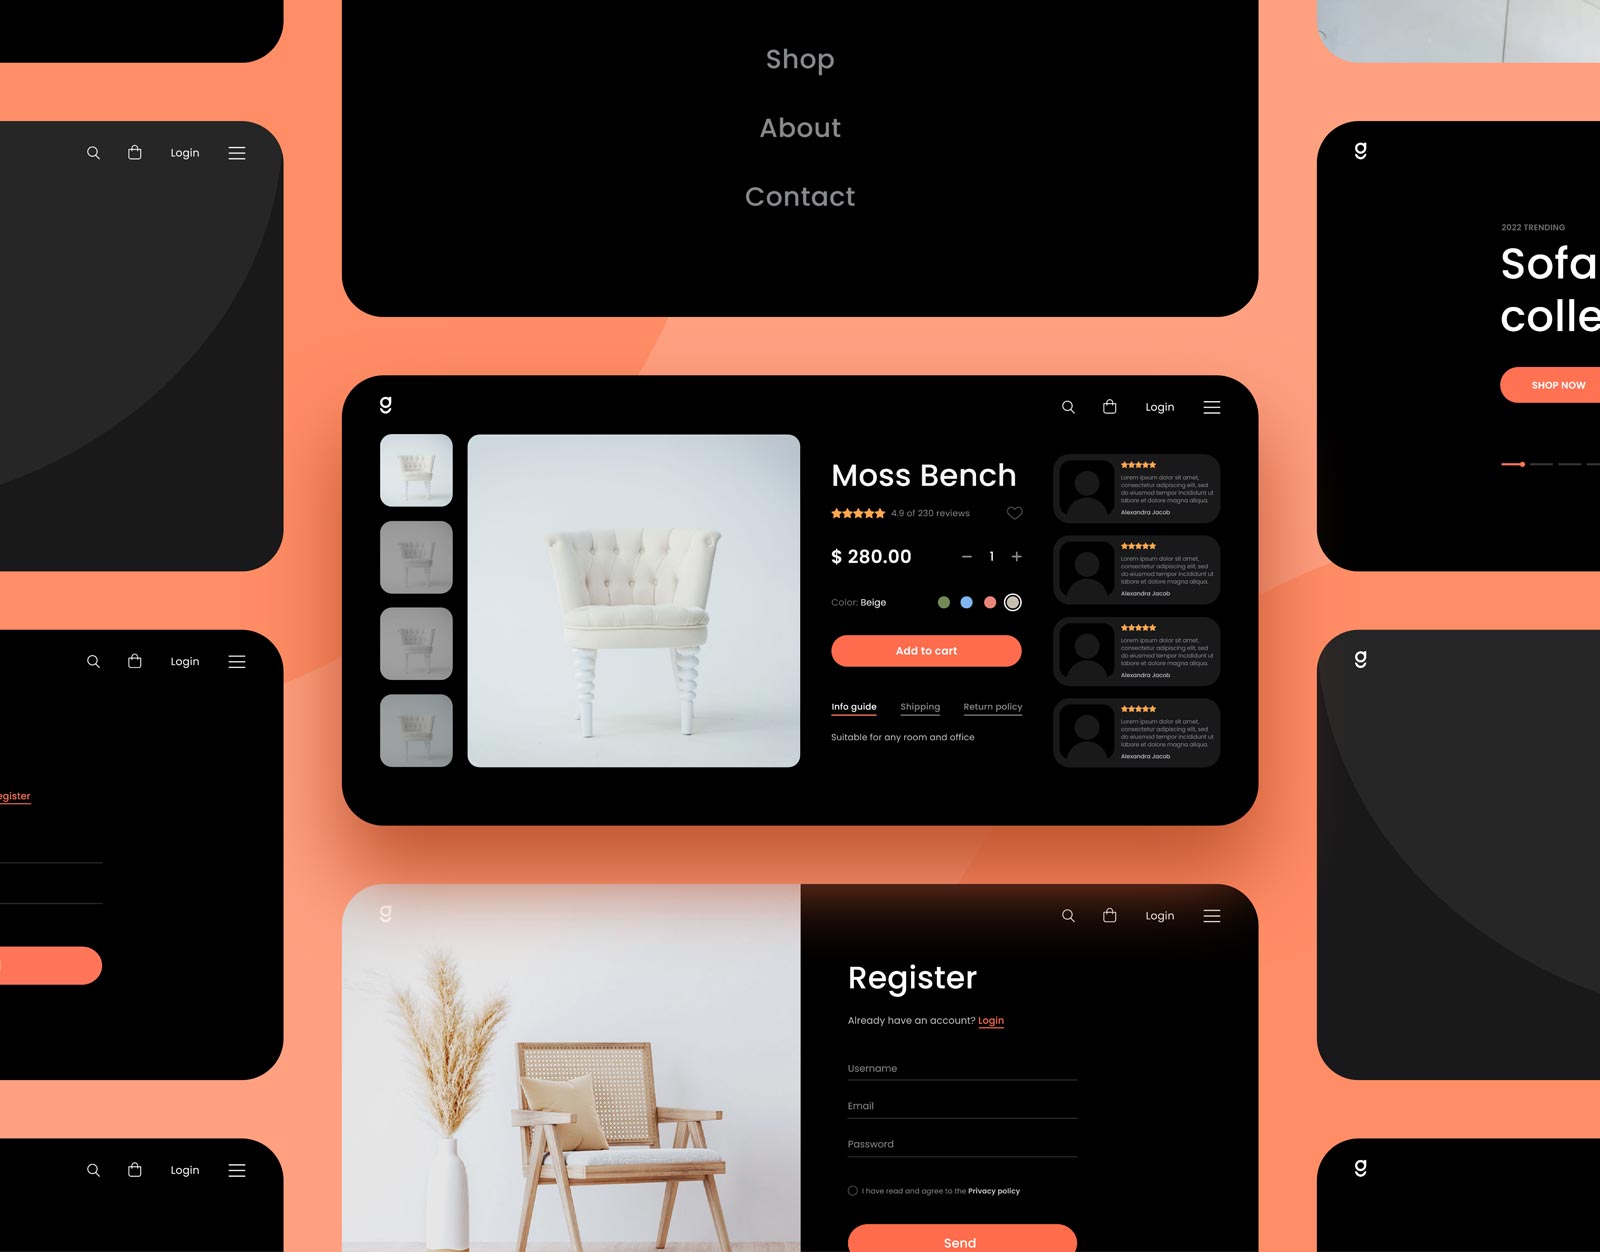 Shop
About
Contact
Login
g
2022 TRENDING
Sofa
colle
SHOP NOW
g
Login
Moss Bench
4.9 of 230 reviews
$ 280.00
− 1 +
Color: Beige
Add to cart
Info guide Shipping Return policy
Suitable for any room and office
Lorem ipsum dolor sit amet,
consectetur adipiscing elit, sed
do eiusmod tempor incididunt ut
labore et dolore magna aliqua.
Alexandra Jacob
Lorem ipsum dolor sit amet,
consectetur adipiscing elit, sed
do eiusmod tempor incididunt ut
labore et dolore magna aliqua.
Alexandra Jacob
Lorem ipsum dolor sit amet,
consectetur adipiscing elit, sed
do eiusmod tempor incididunt ut
labore et dolore magna aliqua.
Alexandra Jacob
Lorem ipsum dolor sit amet,
consectetur adipiscing elit, sed
do eiusmod tempor incididunt ut
labore et dolore magna aliqua.
Alexandra Jacob
Login
egister
g
g
Login
Register
Already have an account? Login
Username
Email
Password
I have read and agree to the Privacy policy
Send
Login
g